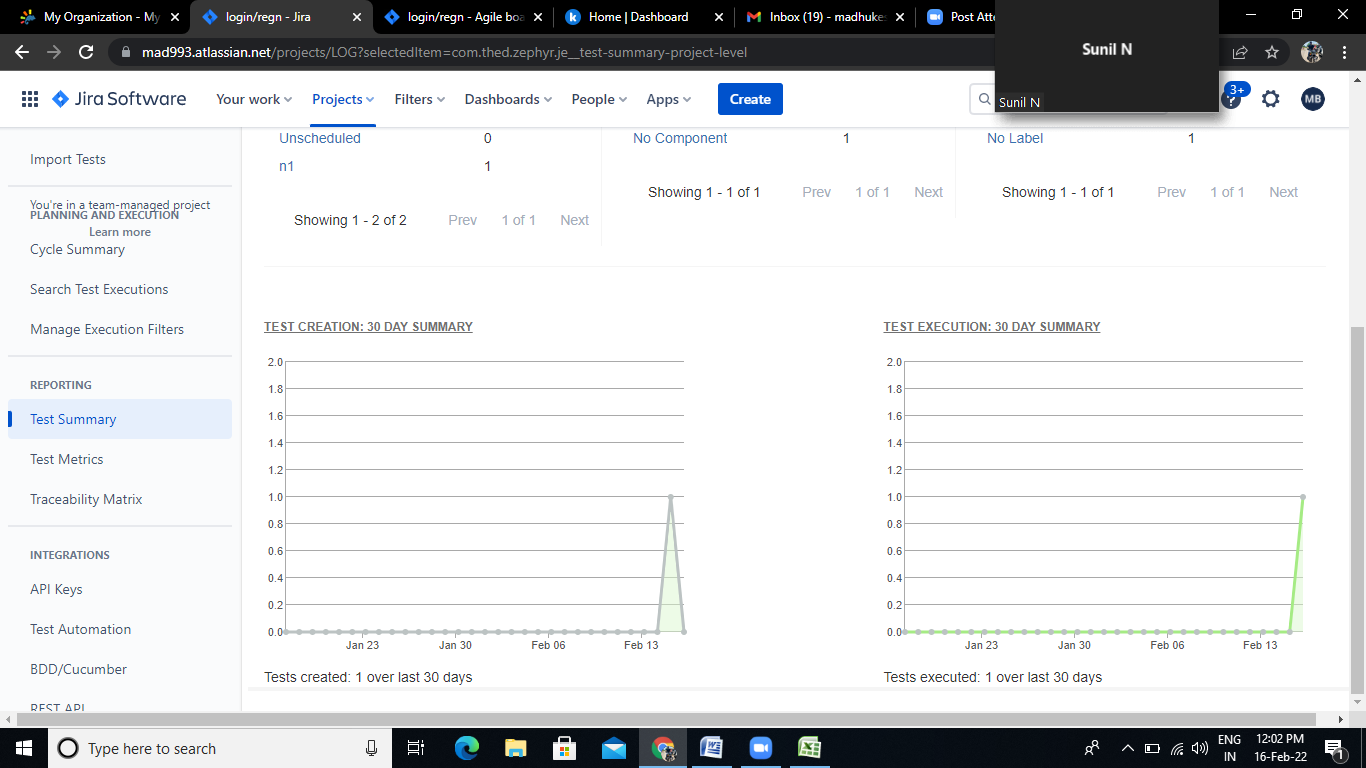 My Organization - My
login/regn - Jira
login/regn - Agile boa
Home | Dashboard
Inbox (19) - madhuke
Post Atte
mad993.atlassian.net/projects/LOG?selectedItem=com.thed.zephyr.je__test-summary-project-level
Sunil N
Sunil N
Jira Software
Your work
Projects
Filters
Dashboards
People
Apps
Create
3+
MB
Import Tests
You're in a team-managed project
PLANNING AND EXECUTION
Learn more
Cycle Summary
Search Test Executions
Manage Execution Filters
REPORTING
Test Summary
Test Metrics
Traceability Matrix
INTEGRATIONS
API Keys
Test Automation
BDD/Cucumber
REST API
Unscheduled 0
n1 1
Showing 1 - 2 of 2 Prev 1 of 1 Next
No Component 1
Showing 1 - 1 of 1 Prev 1 of 1 Next
No Label 1
Showing 1 - 1 of 1 Prev 1 of 1 Next
TEST CREATION: 30 DAY SUMMARY
2.0
1.8
1.6
1.4
1.2
1.0
0.8
0.6
0.4
0.2
0.0
Jan 23 Jan 30 Feb 06 Feb 13
Tests created: 1 over last 30 days
TEST EXECUTION: 30 DAY SUMMARY
2.0
1.8
1.6
1.4
1.2
1.0
0.8
0.6
0.4
0.2
0.0
Jan 23 Jan 30 Feb 06 Feb 13
Tests executed: 1 over last 30 days
Type here to search
ENG
IN
12:02 PM
16-Feb-22
1